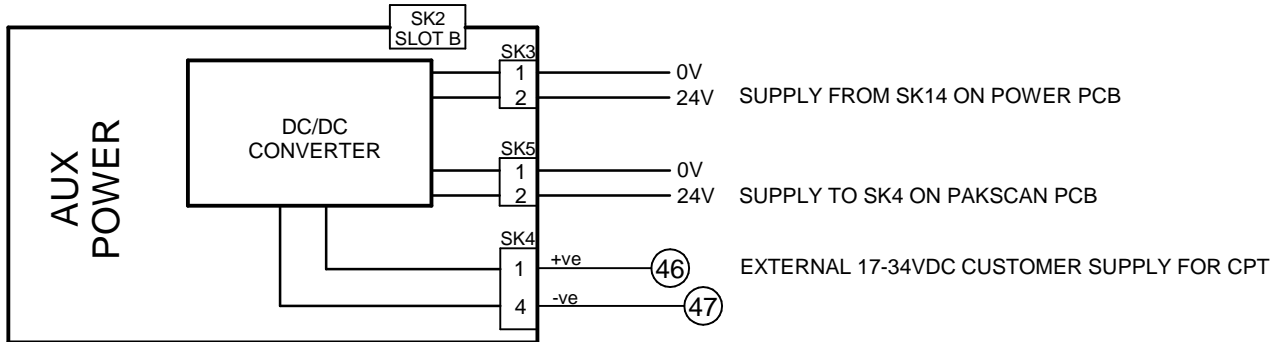 SK2
SLOT B
AUX
POWER
DC/DC
CONVERTER
SK3
1
2
0V
24V
SUPPLY FROM SK14 ON POWER PCB
SK5
1
2
0V
24V
SUPPLY TO SK4 ON PAKSCAN PCB
SK4
1
4
+ve
-ve
46
47
EXTERNAL 17-34VDC CUSTOMER SUPPLY FOR CPT